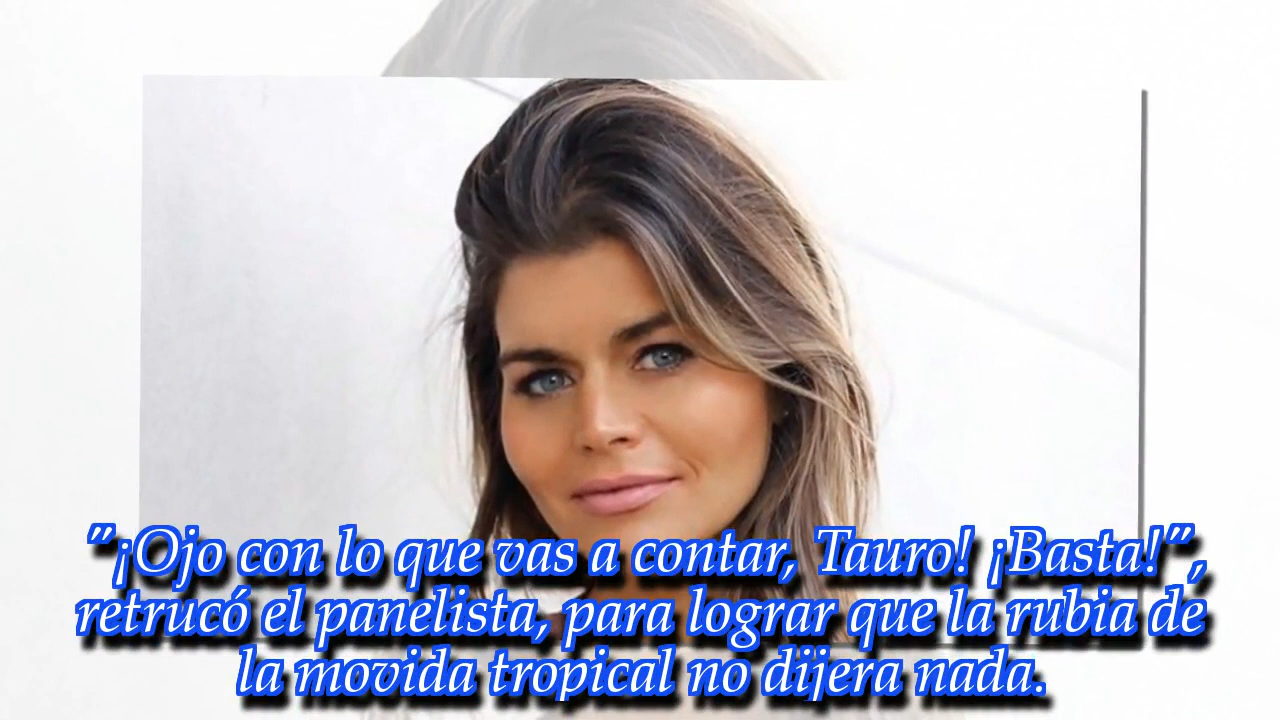 "¡Ojo con lo que vas a contar, Tauro! ¡Basta!",
retrucó el panelista, para lograr que la rubia de
la movida tropical no dijera nada.